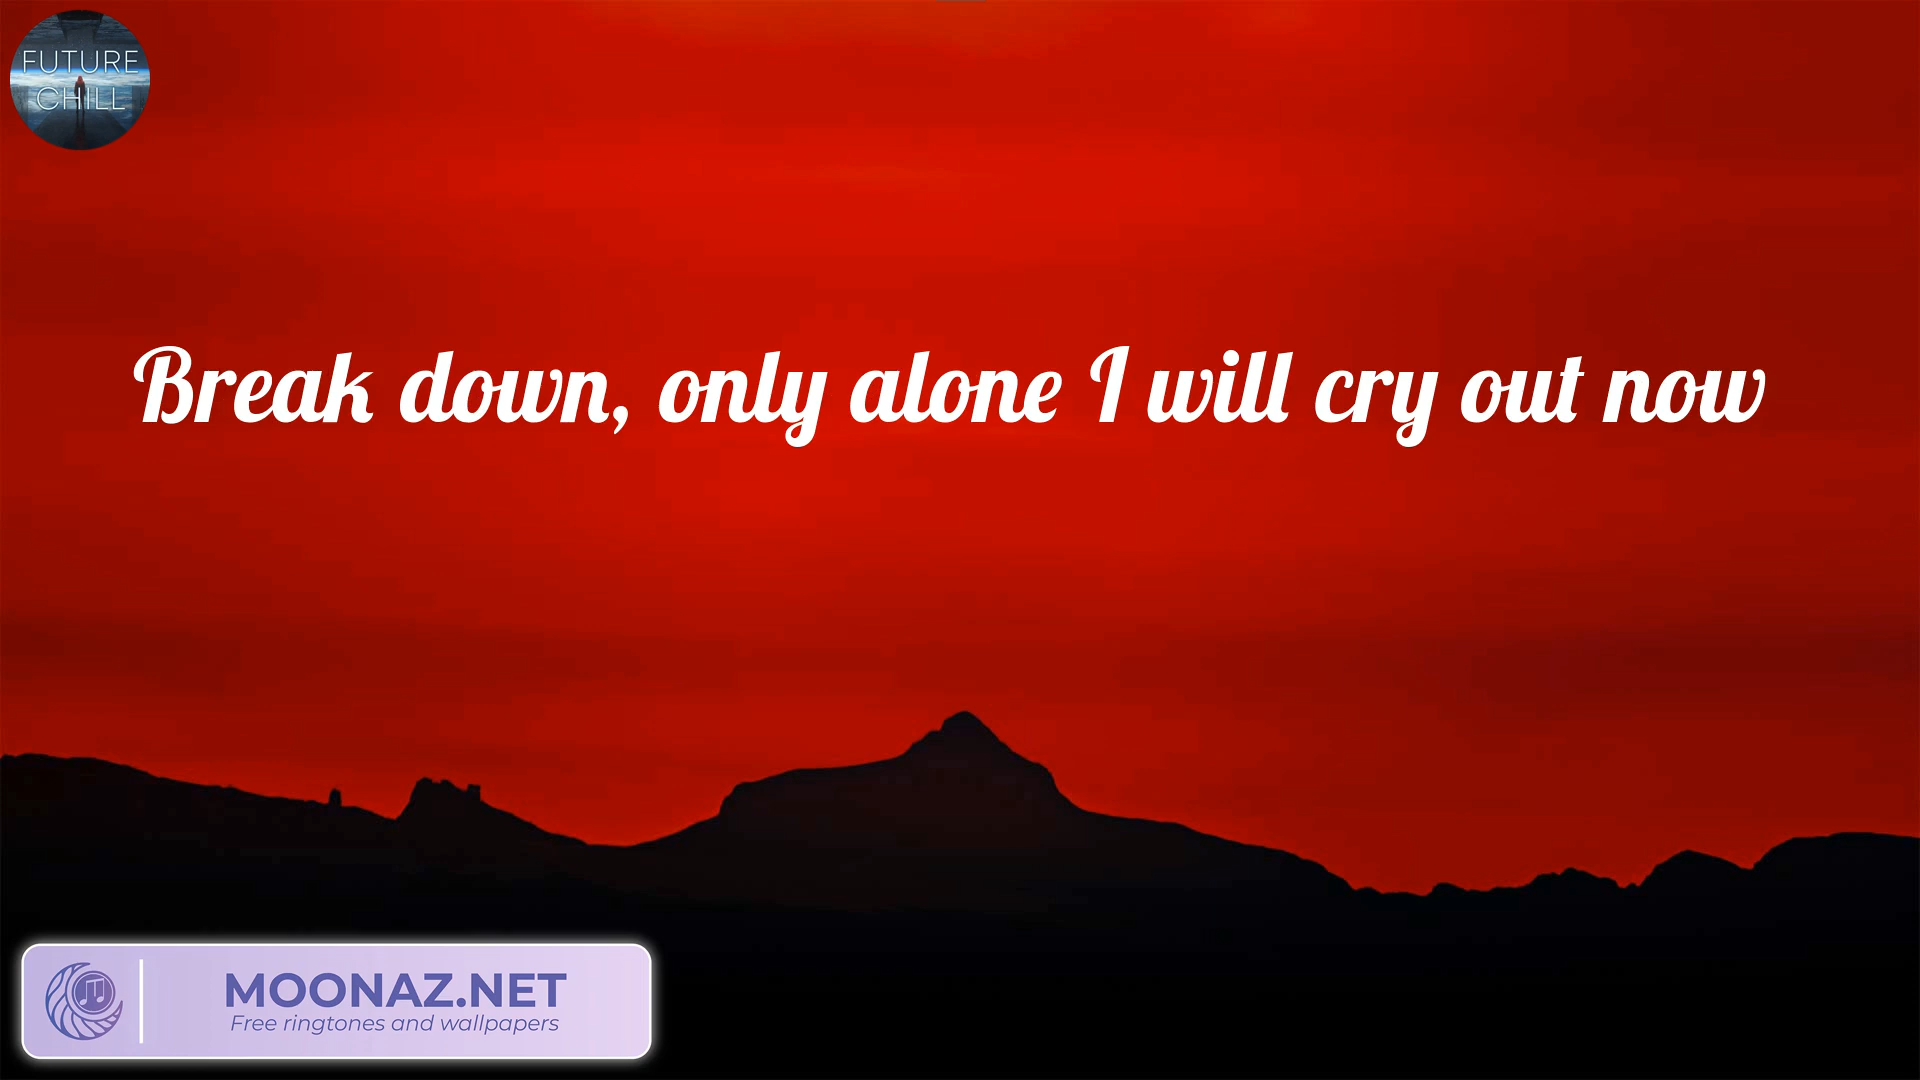 FUTURE
CHILL
Break down, only alone I will cry out now
MOONAZ.NET
Free ringtones and wallpapers